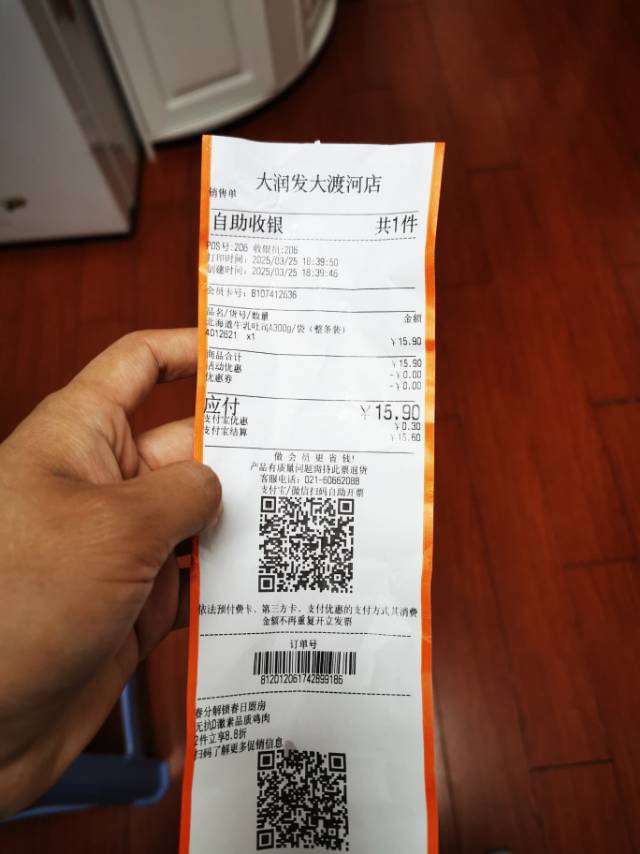 大润发大渡河店
销售单
自助收银 共1件
POS号:206 收银员:206
打印时间: 2025/03/25 18:39:50
创建时间: 2025/03/25 18:39:46
会员卡号: 8107412636
品名/货号/数量 金额
北海道牛乳吐司A300g/袋 (整条装)
4012621 x1 ¥15.90
商品合计 ¥15.90
活动优惠 -¥0.00
优惠券 -¥0.00
应付 ¥15.90
支付宝优惠 ¥0.30
支付宝结算 ¥15.60
做 会 员 更 省 钱!
产品有质量问题需持此票退货
客服电话: 021-60662088
支付宝/微信扫码自助开票
依法预付费卡、第三方卡、支付优惠的支付方式其消费
金额不再重复开立发票
订单号
812012061742899186
春分解锁春日厨房
无抗0激素品质鸡肉
2件立享8.8折
扫码了解更多促销信息